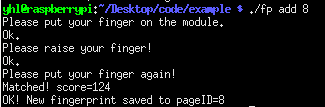 yhl@raspberrypi:~/Desktop/code/example $ ./fp add 8
Please put your finger on the module.
Ok.
Please raise your finger!
Ok.
Please put your finger again!
Matched! score=124
OK! New fingerprint saved to pageID=8